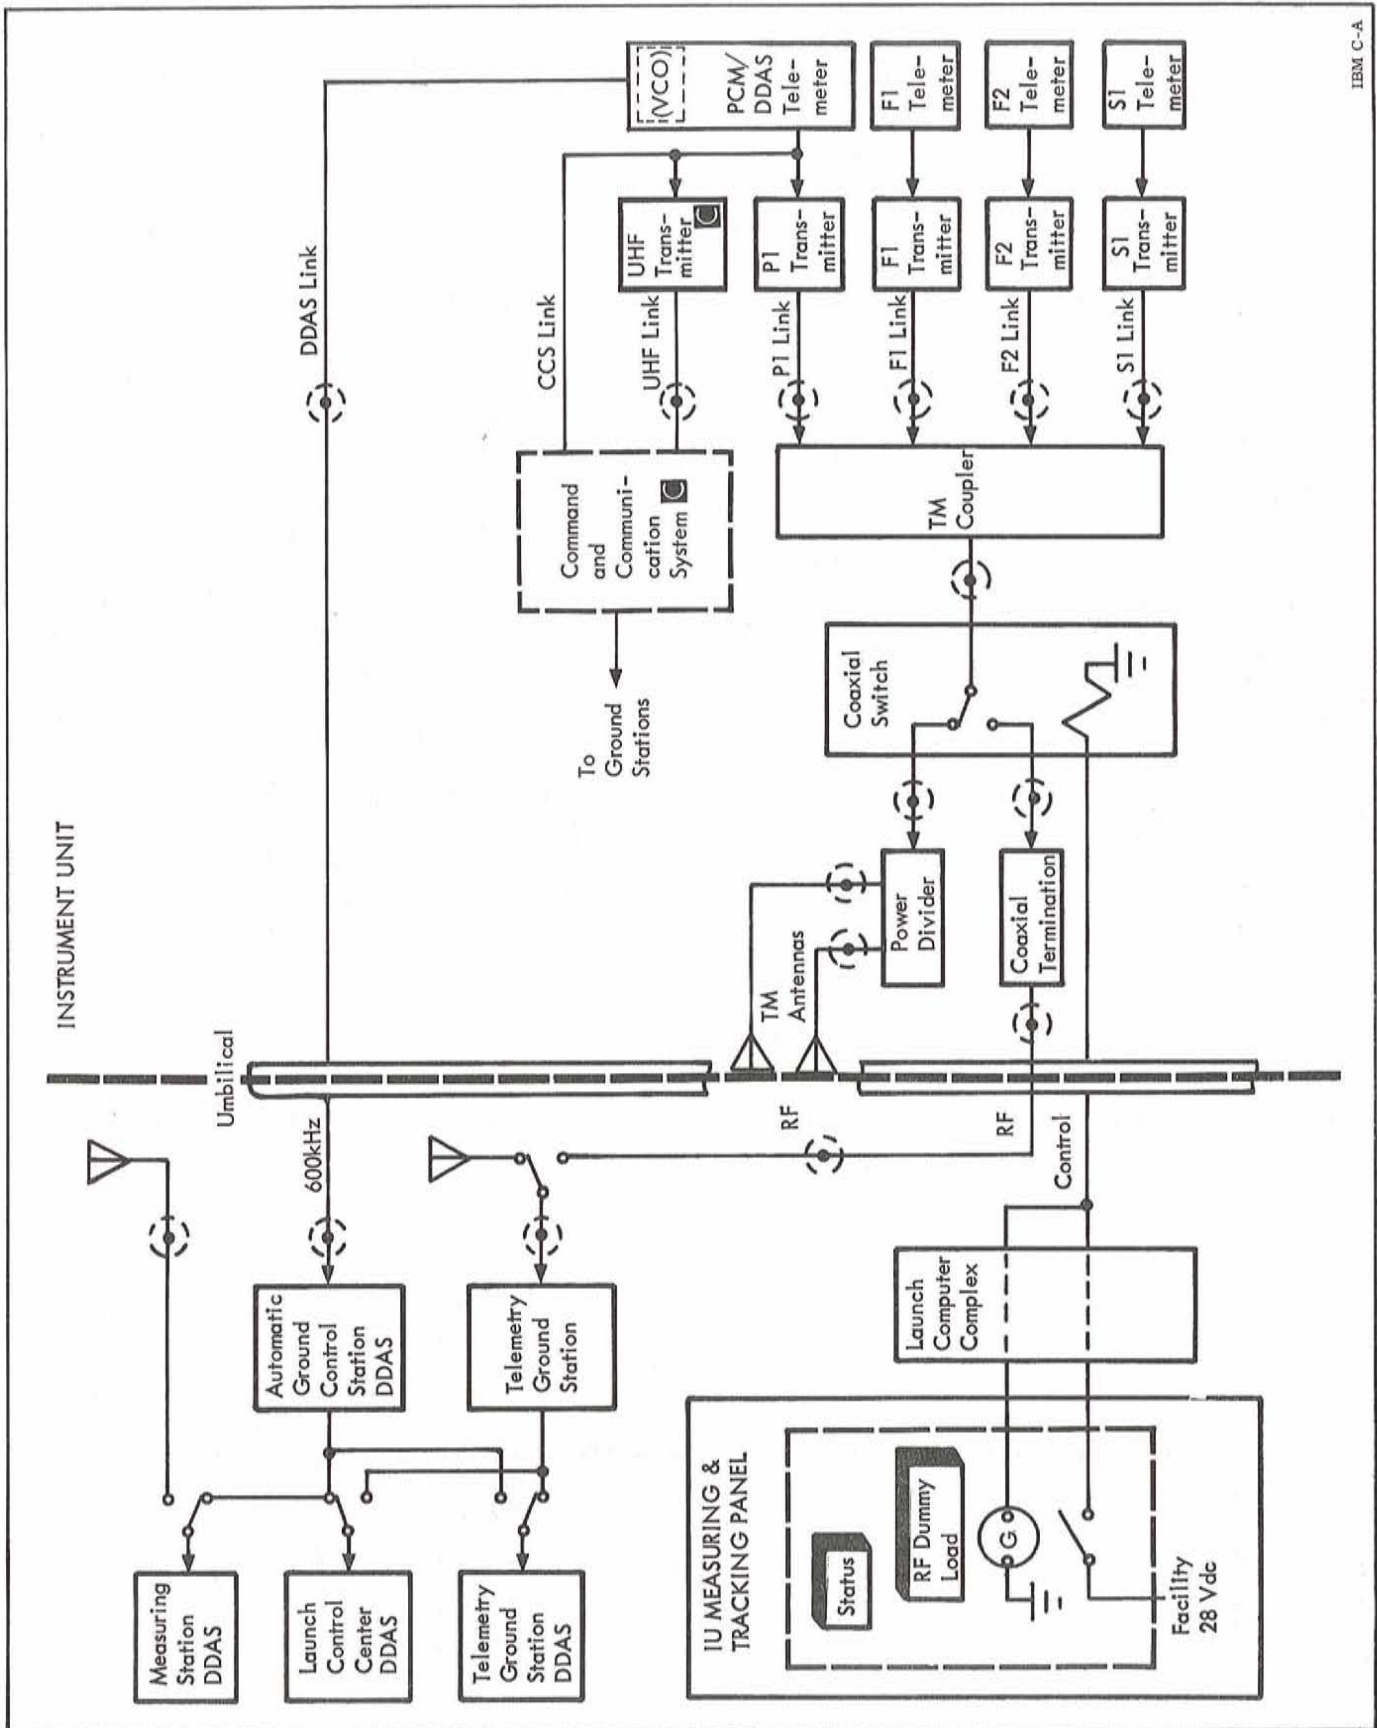 INSTRUMENT UNIT
Umbilical
600kHz
DDAS Link
(VCO)
PCM/
DDAS
Tele-
meter
CCS Link
UHF
Trans-
mitter
C
UHF Link
Command
and
Communi-
cation
System
C
To
Ground
Stations
P1
Trans-
mitter
P1 Link
F1
Tele-
meter
F1
Trans-
mitter
F1 Link
F2
Tele-
meter
F2
Trans-
mitter
F2 Link
S1
Tele-
meter
S1
Trans-
mitter
S1 Link
TM
Coupler
Coaxial
Switch
Power
Divider
Coaxial
Termination
TM
Antennas
RF
RF
Control
Automatic
Ground
Control
Station
DDAS
Telemetry
Ground
Station
Measuring
Station
DDAS
Launch
Control
Center
DDAS
Telemetry
Ground
Station
DDAS
Launch
Computer
Complex
IU MEASURING &
TRACKING PANEL
Status
RF Dummy
Load
G
Facility
28 Vdc
IBM C-A